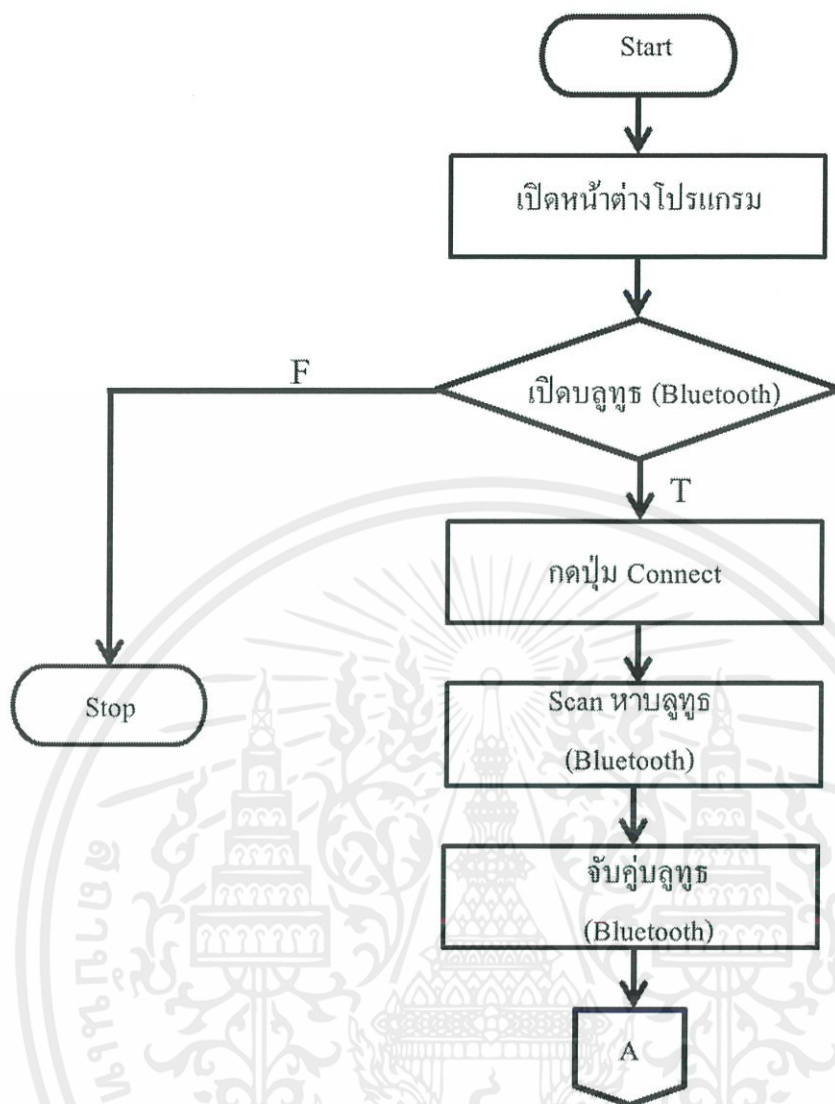 Start
เปิดหน้าต่างโปรแกรม
F
เปิดบลูทูธ (Bluetooth)
T
กดปุ่ม Connect
Stop
Scan หาบลูทูธ
(Bluetooth)
จับคู่บลูทูธ
(Bluetooth)
A